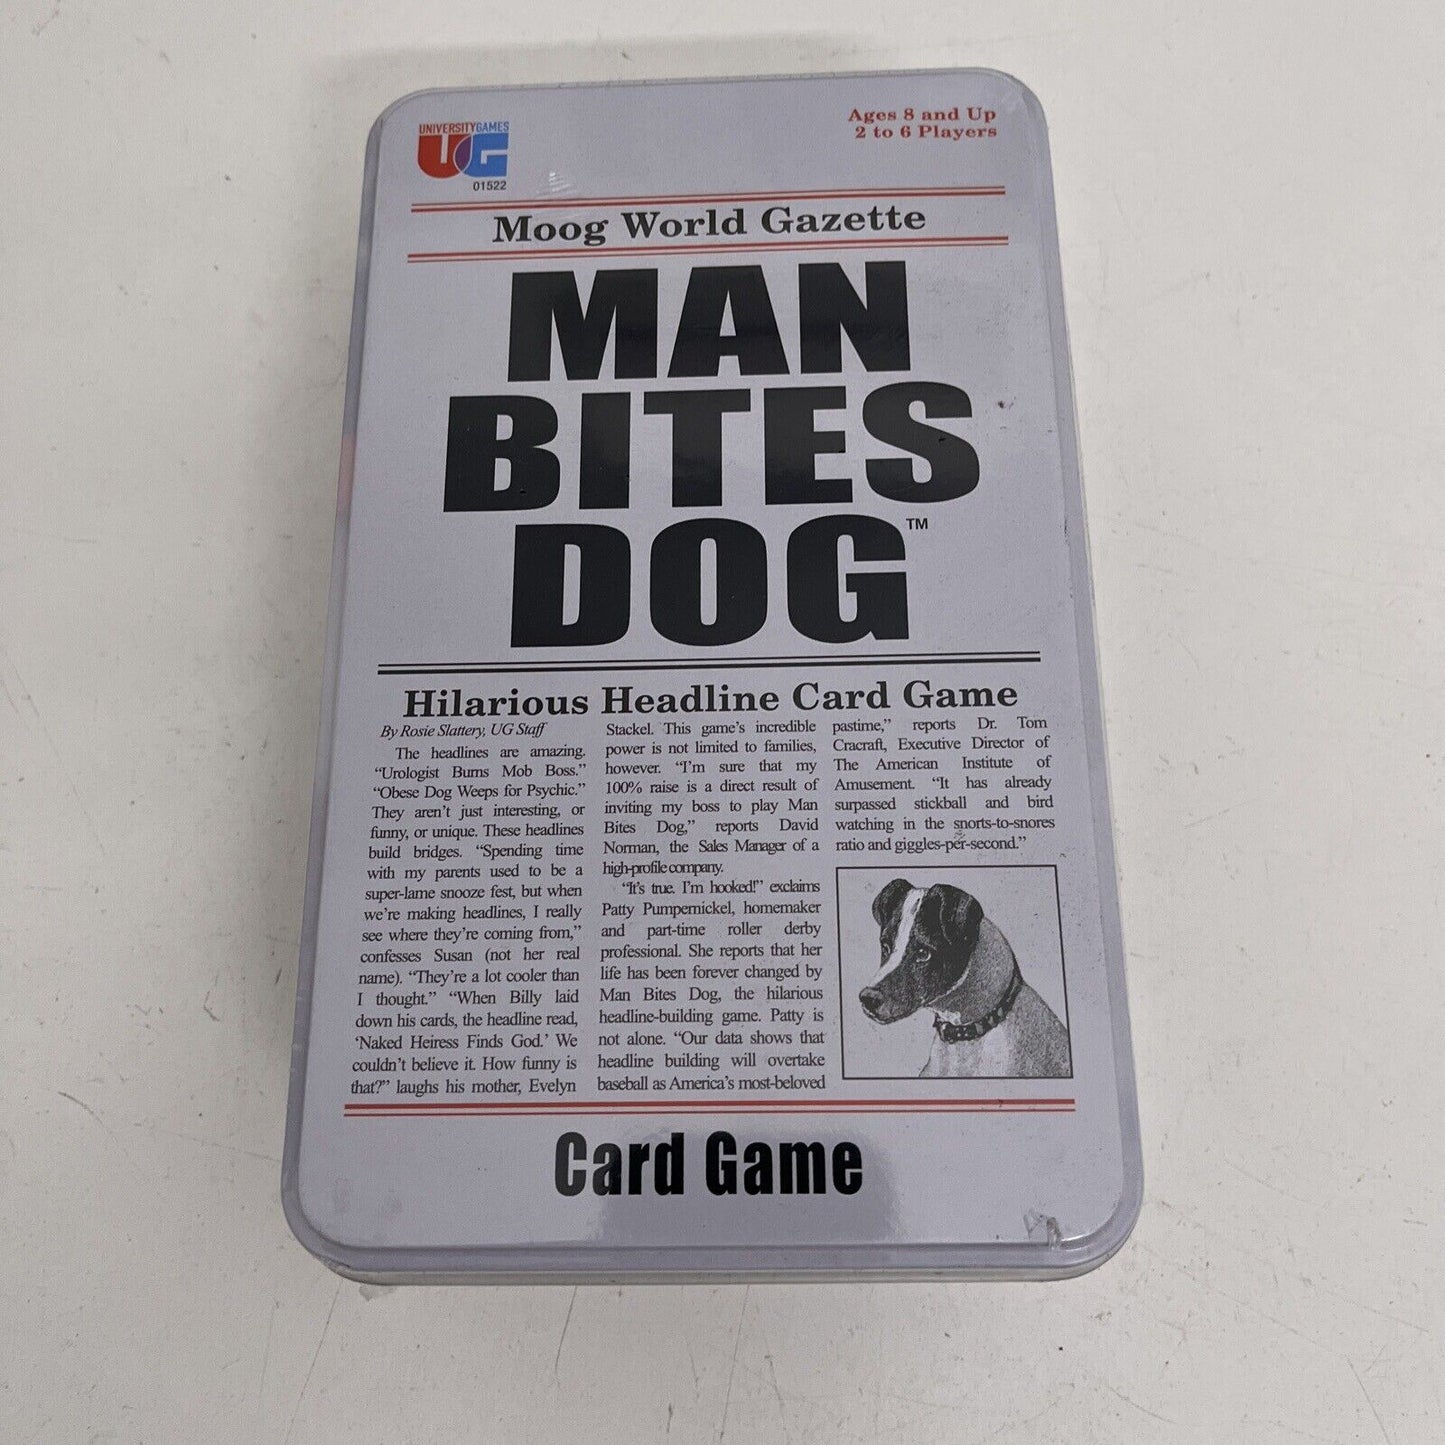 UNIVERSITYGAMES
UG
01522
Ages 8 and Up
2 to 6 Players
Moog World Gazette
MAN
BITES
DOG™
Hilarious Headline Card Game
By Rosie Slattery, UG Staff
The headlines are amazing.
“Urologist Burns Mob Boss.”
“Obese Dog Weeps for Psychic.”
They aren’t just interesting, or
funny, or unique. These headlines
build bridges. “Spending time
with my parents used to be a
super-lame snooze fest, but when
we’re making headlines, I really
see where they’re coming from,”
confesses Susan (not her real
name). “They’re a lot cooler than
I thought.” “When Billy laid
down his cards, the headline read,
‘Naked Heiress Finds God.’ We
couldn’t believe it. How funny is
that?” laughs his mother, Evelyn
Stackel. This game’s incredible
power is not limited to families,
however. “I’m sure that my
100% raise is a direct result of
inviting my boss to play Man
Bites Dog,” reports David
Norman, the Sales Manager of a
high-profile company.
“It’s true. I’m hooked!” exclaims
Patty Pumpernickel, homemaker
and part-time roller derby
professional. She reports that her
life has been forever changed by
Man Bites Dog, the hilarious
headline-building game. Patty is
not alone. “Our data shows that
headline building will overtake
baseball as America’s most-beloved
pastime,” reports Dr. Tom
Cracraft, Executive Director of
The American Institute of
Amusement. “It has already
surpassed stickball and bird
watching in the snorts-to-snores
ratio and giggles-per-second.”
Card Game